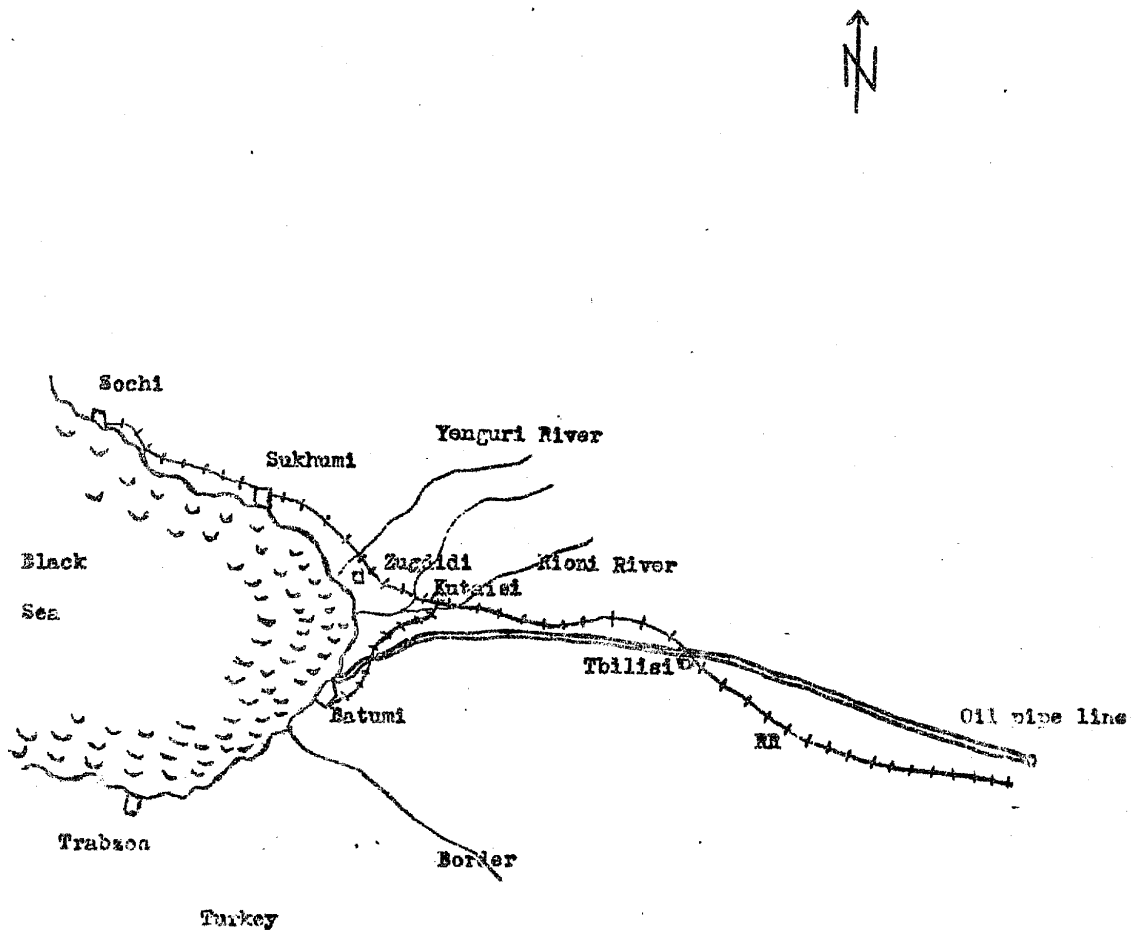 N
Sochi
Yenguri River
Sukhumi
Black
Sea
Zugdidi
Rioni River
Kutaisi
Tbilisi
Batumi
Oil pipe line
RR
Trabzon
Border
Turkey